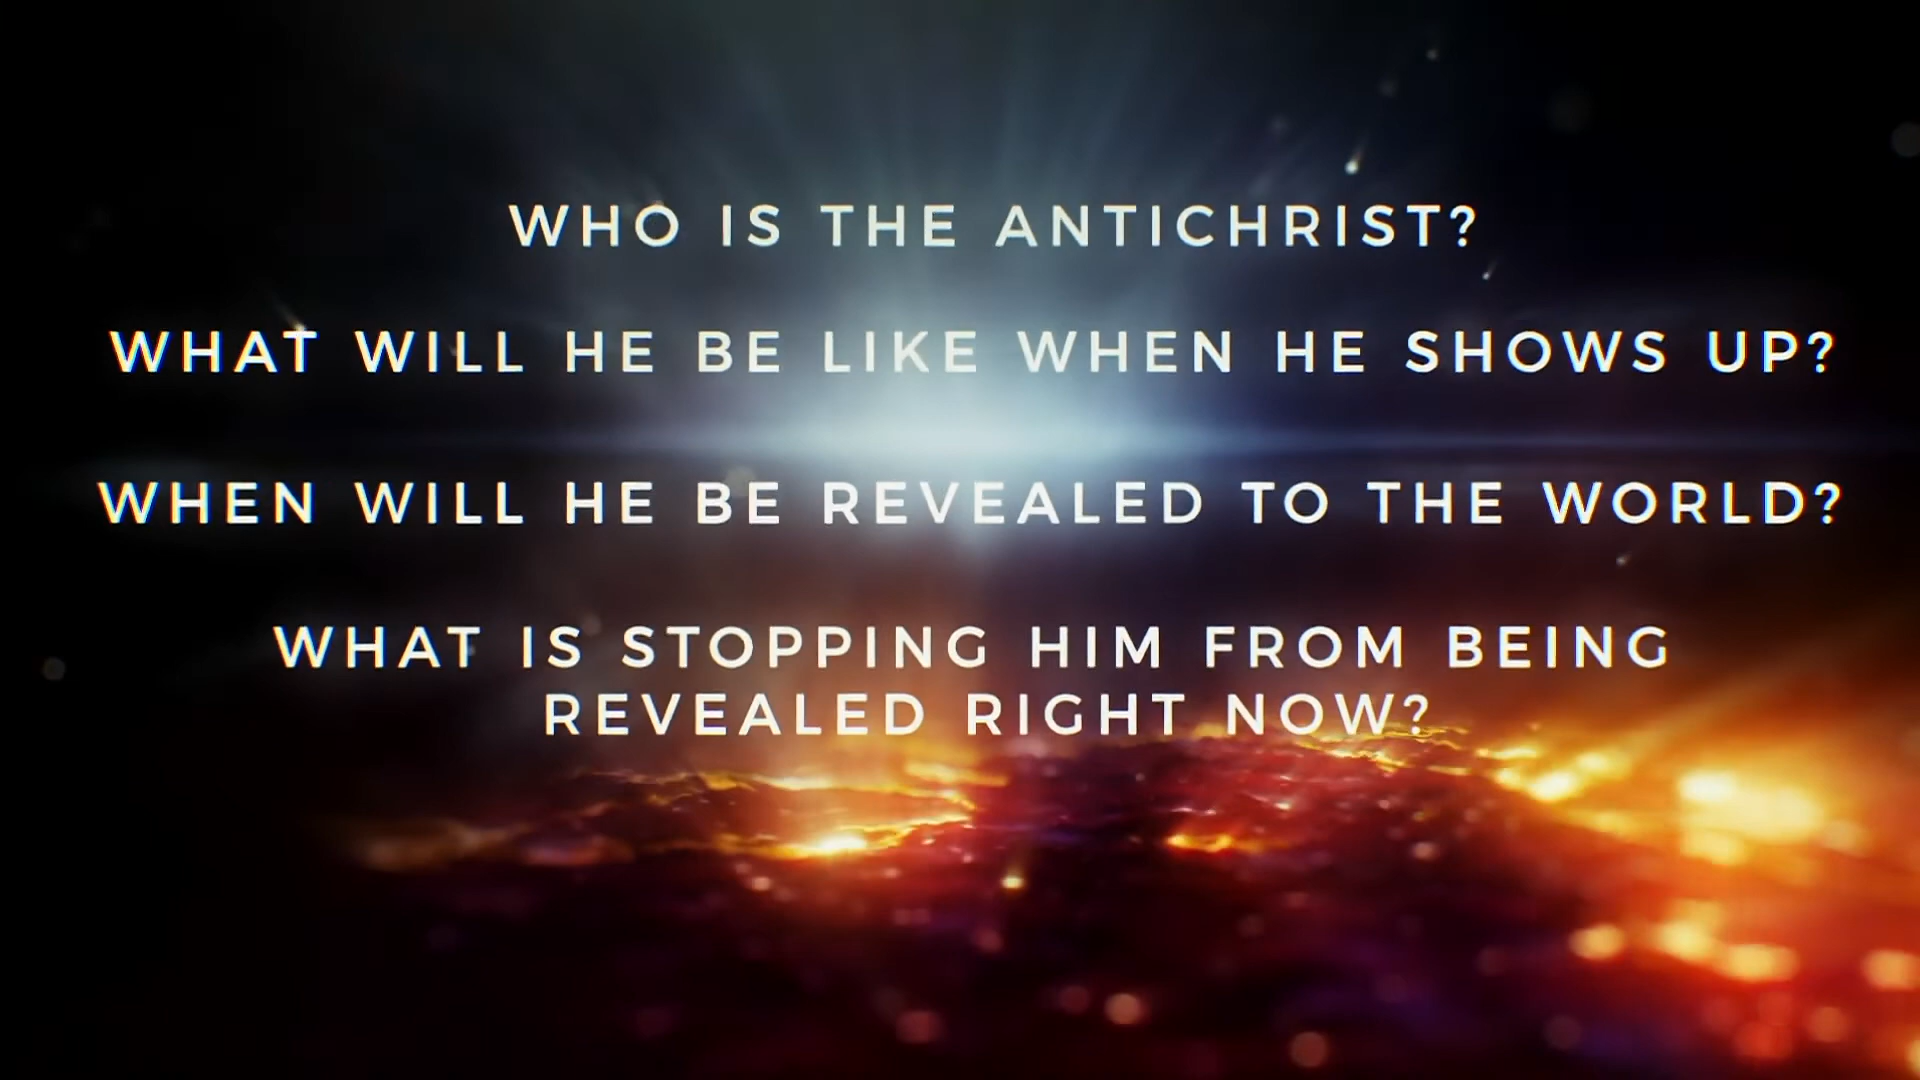 WHO IS THE ANTICHRIST?
WHAT WILL HE BE LIKE WHEN HE SHOWS UP?
WHEN WILL HE BE REVEALED TO THE WORLD?
WHAT IS STOPPING HIM FROM BEING
REVEALED RIGHT NOW?